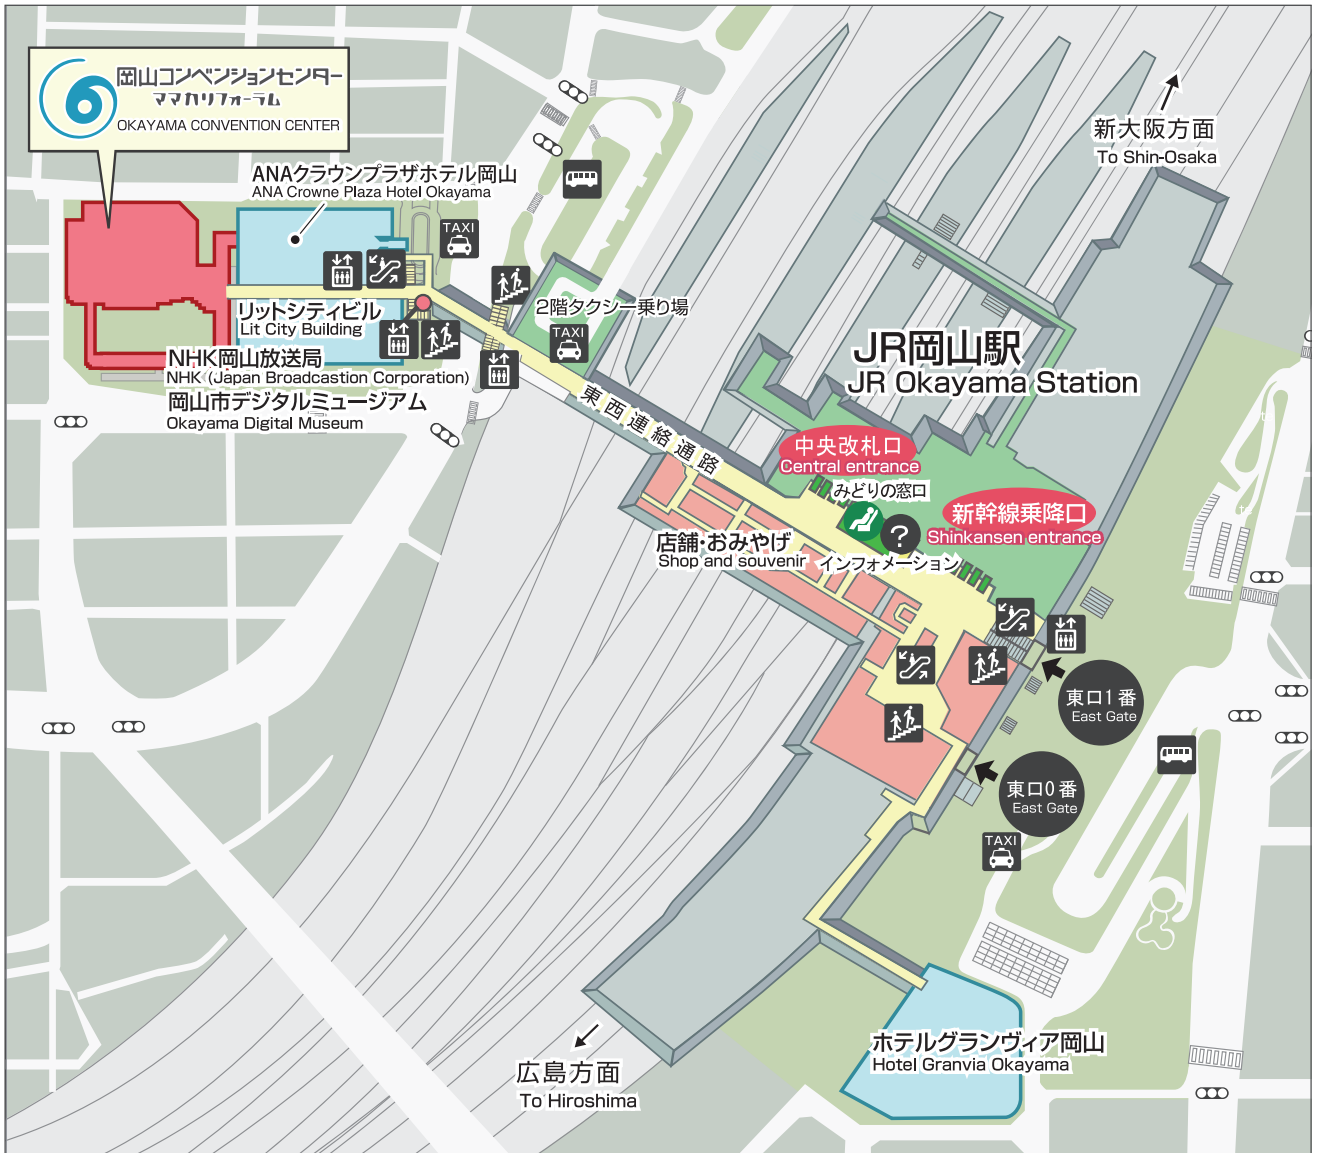 岡山コンベンションセンター
ママカリフォーラム
OKAYAMA CONVENTION CENTER
新大阪方面
To Shin-Osaka
ANAクラウンプラザホテル岡山
ANA Crowne Plaza Hotel Okayama
TAXI
2階タクシー乗り場
TAXI
リットシティビル
Lit City Building
NHK岡山放送局
NHK (Japan Broadcastion Corporation)
岡山市デジタルミュージアム
Okayama Digital Museum
JR岡山駅
JR Okayama Station
東西連絡通路
中央改札口
Central entrance
みどりの窓口
新幹線乗降口
Shinkansen entrance
?
インフォメーション
店舗・おみやげ
Shop and souvenir
東口1番
East Gate
東口0番
East Gate
TAXI
ホテルグランヴィア岡山
Hotel Granvia Okayama
広島方面
To Hiroshima